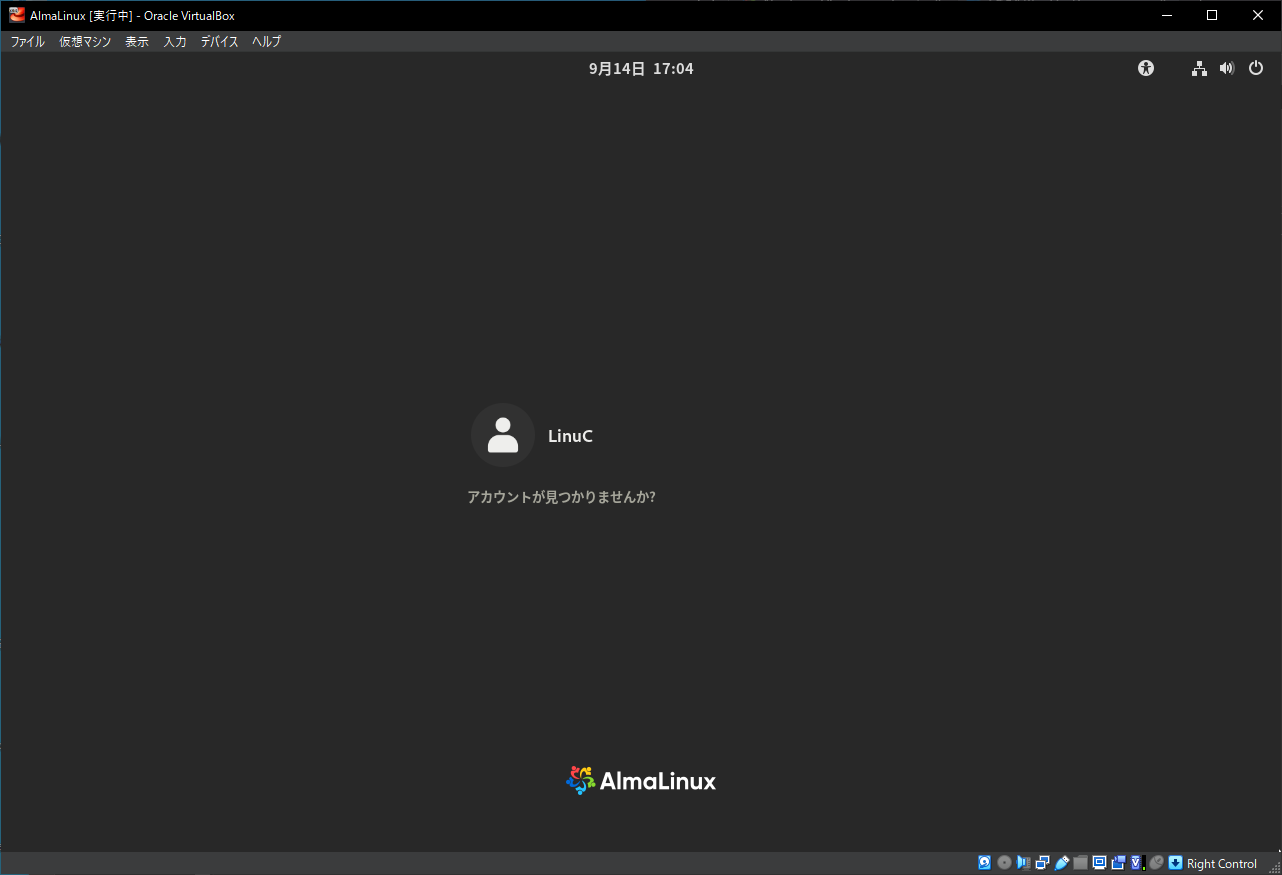 AlmaLinux [実行中] - Oracle VirtualBox
ファイル 仮想マシン 表示 入力 デバイス ヘルプ
9月14日 17:04
LinuC
アカウントが見つかりませんか?
AlmaLinux
Right Control